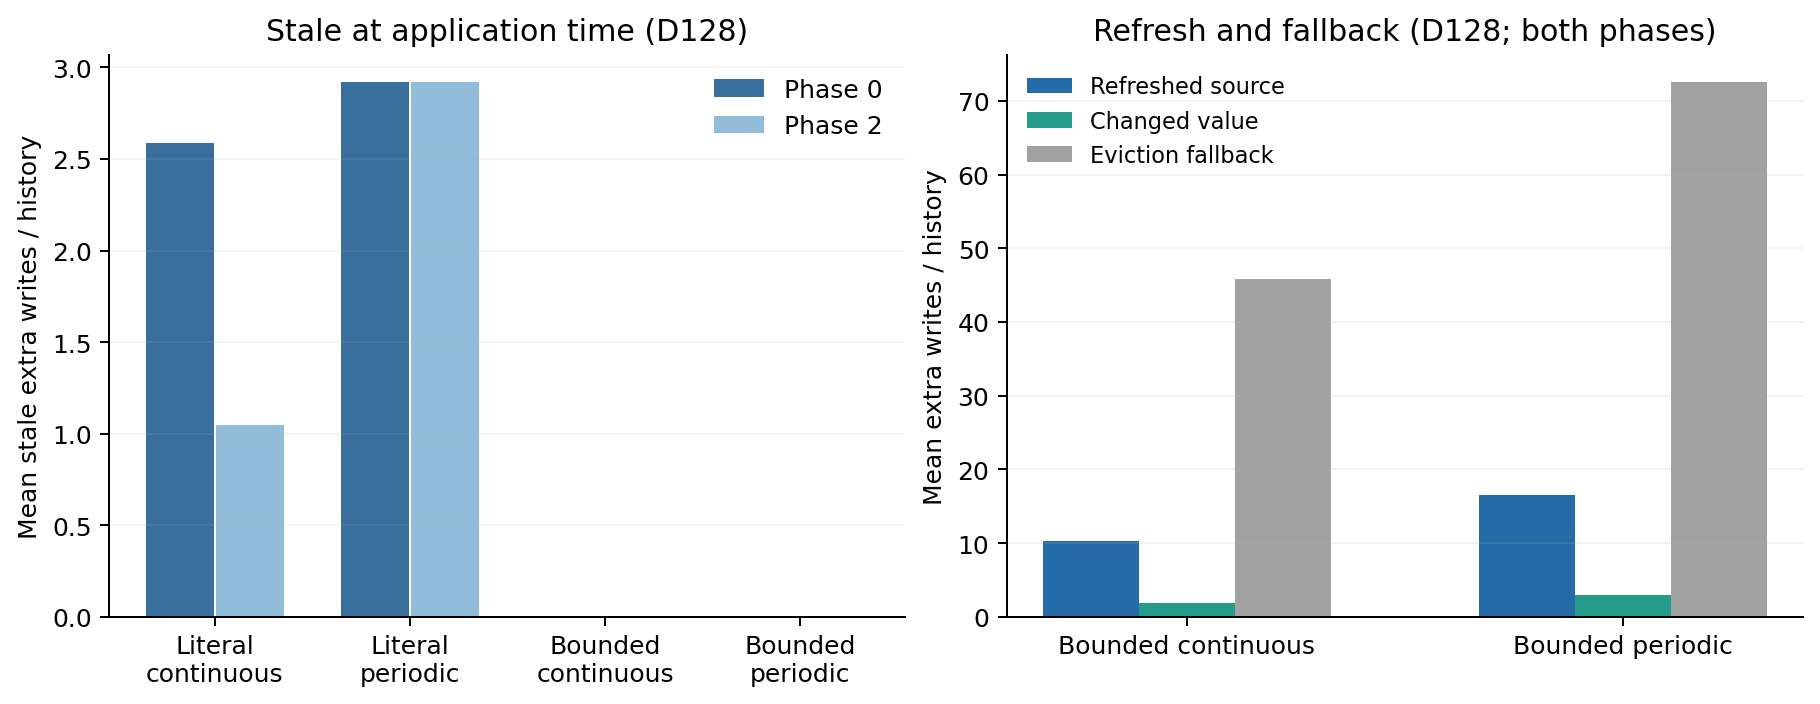 Stale at application time (D128)
Mean stale extra writes / history
3.0
2.5
2.0
1.5
1.0
0.5
0.0
Phase 0
Phase 2
Literal
continuous
Literal
periodic
Bounded
continuous
Bounded
periodic
Refresh and fallback (D128; both phases)
Mean extra writes / history
70
60
50
40
30
20
10
0
Refreshed source
Changed value
Eviction fallback
Bounded continuous
Bounded periodic